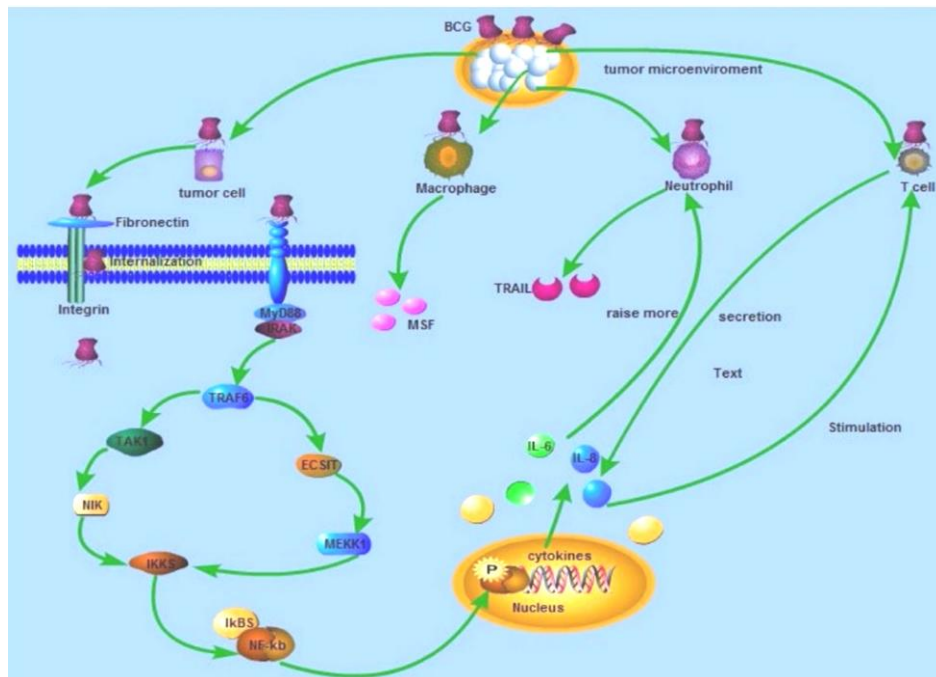 BCG
tumor microenviroment
tumor cell
Macrophage
Neutrophil
T cell
Fibronectin
Internalization
Integrin
MyD88
IRAK
MSF
TRAIL
raise more
secretion
Text
Stimulation
TRAF6
TAK1
ECSIT
NIK
MEKK1
IKKS
IkBS
NF-kb
IL-6
IL-8
cytokines
P
Nucleus